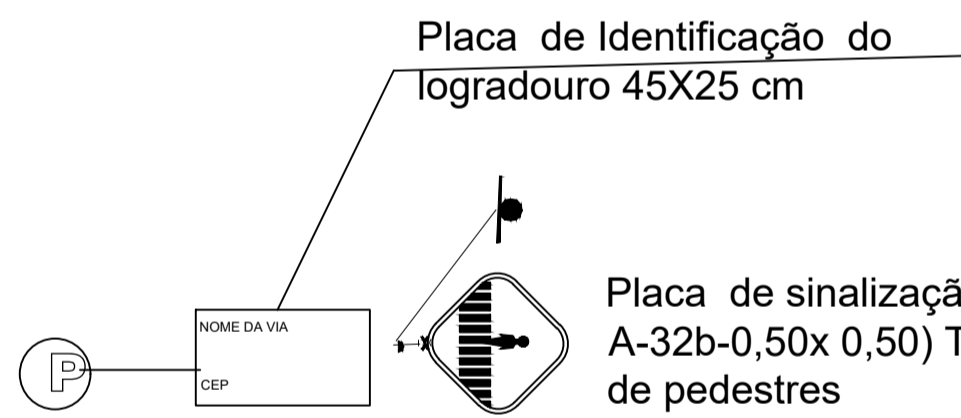 Placa de Identificação do
logradouro 45X25 cm
NOME DA VIA
CEP
P
Placa de sinalizaçã
A-32b-0,50x 0,50) T
de pedestres